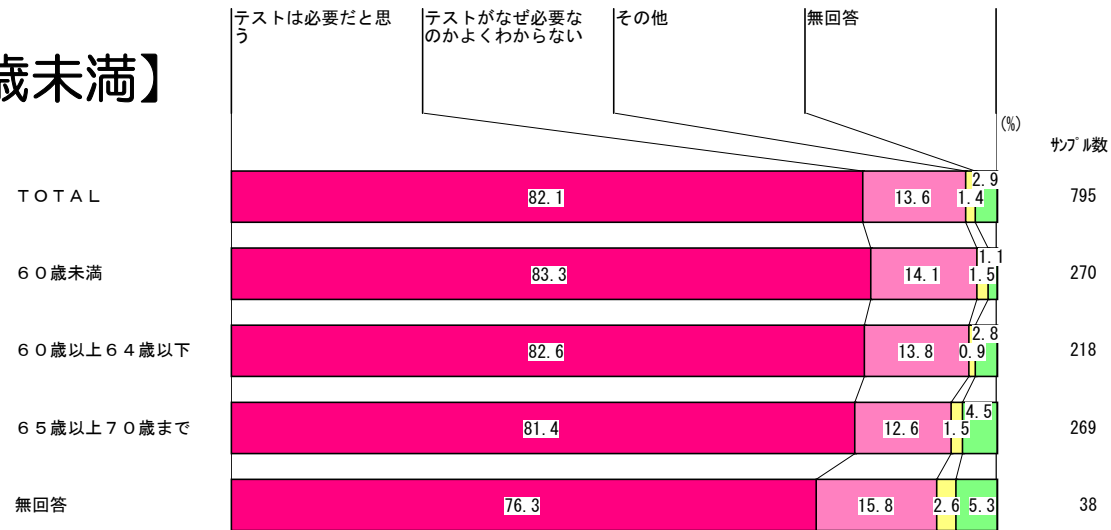 テストは必要だと思
う
テストがなぜ必要な
のかよくわからない
その他
無回答
歳未満】
(%)
ｻﾝﾌﾟﾙ数
ＴＯＴＡＬ 82.1 13.6 1.4 2.9 795
６０歳未満 83.3 14.1 1.5 1.1 270
６０歳以上６４歳以下 82.6 13.8 0.9 2.8 218
６５歳以上７０歳まで 81.4 12.6 1.5 4.5 269
無回答 76.3 15.8 2.6 5.3 38